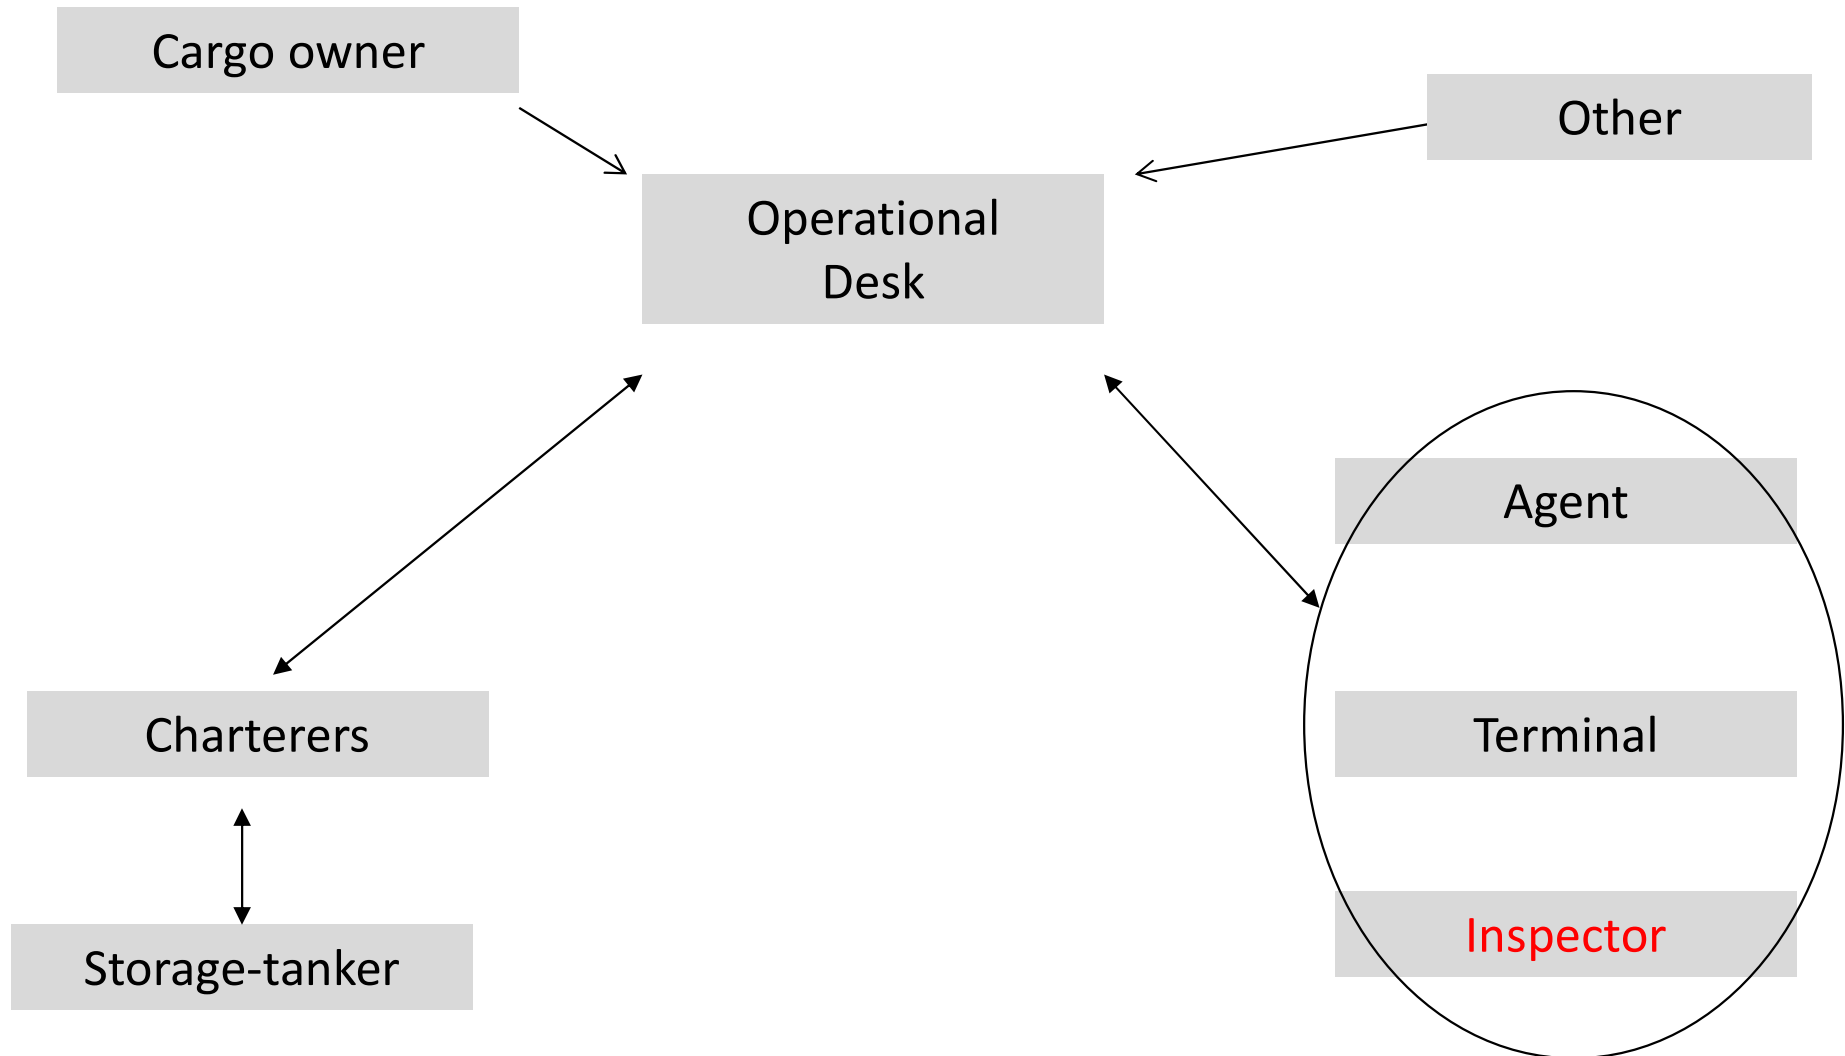 Cargo owner
Other
Operational
Desk
Agent
Charterers
Terminal
Inspector
Storage-tanker